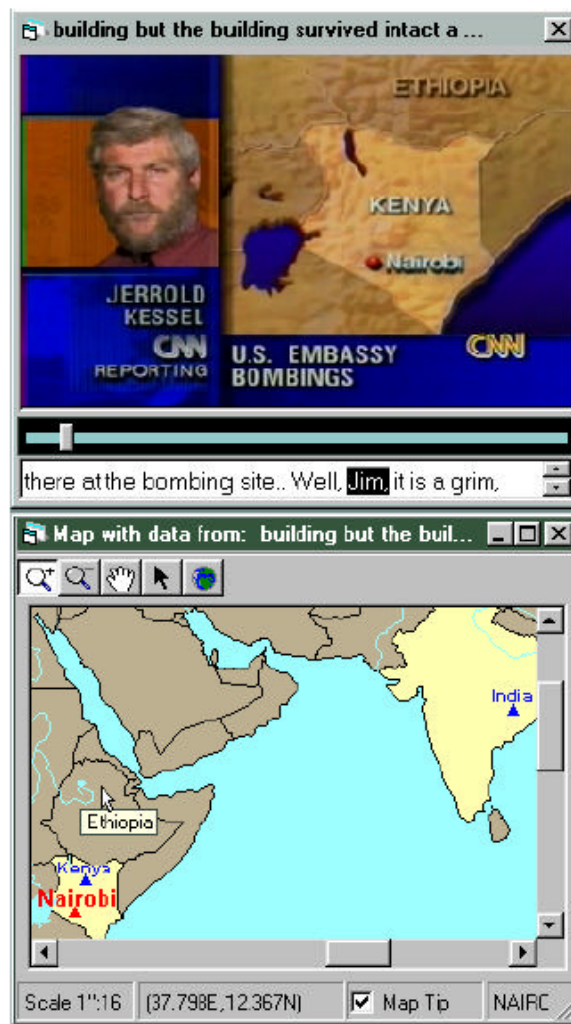 building but the building survived intact a ...
ETHIOPIA
KENYA
Nairobi
JERROLD
KESSEL
CNN
REPORTING
U.S. EMBASSY
BOMBINGS
CNN
there at the bombing site.. Well, Jim, it is a grim,
Map with data from: building but the buil...
India
Ethiopia
Kenya
Nairobi
Scale 1":16 (37.798E,12.367N) Map Tip NAIRC